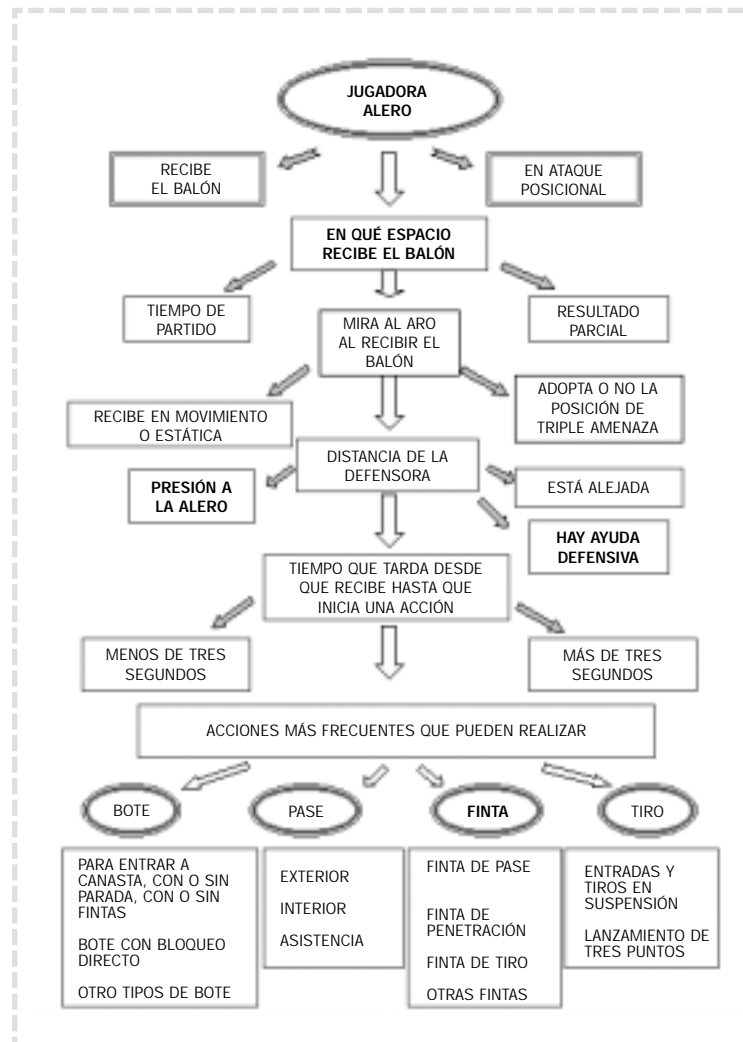 JUGADORA
ALERO
RECIBE
EL BALÓN
EN ATAQUE
POSICIONAL
EN QUÉ ESPACIO
RECIBE EL BALÓN
TIEMPO DE
PARTIDO
MIRA AL ARO
AL RECIBIR EL
BALÓN
RESULTADO
PARCIAL
RECIBE EN MOVIMIENTO
O ESTÁTICA
ADOPTA O NO LA
POSICIÓN DE
TRIPLE AMENAZA
DISTANCIA DE LA
DEFENSORA
PRESIÓN A
LA ALERO
ESTÁ ALEJADA
HAY AYUDA
DEFENSIVA
TIEMPO QUE TARDA DESDE
QUE RECIBE HASTA QUE
INICIA UNA ACCIÓN
MENOS DE TRES
SEGUNDOS
MÁS DE TRES
SEGUNDOS
ACCIONES MÁS FRECUENTES QUE PUEDEN REALIZAR
BOTE
PASE
FINTA
TIRO
PARA ENTRAR A
CANASTA, CON O SIN
PARADA, CON O SIN
FINTAS
BOTE CON BLOQUEO
DIRECTO
OTRO TIPOS DE BOTE
EXTERIOR
INTERIOR
ASISTENCIA
FINTA DE PASE
FINTA DE
PENETRACIÓN
FINTA DE TIRO
OTRAS FINTAS
ENTRADAS Y
TIROS EN
SUSPENSIÓN
LANZAMIENTO DE
TRES PUNTOS